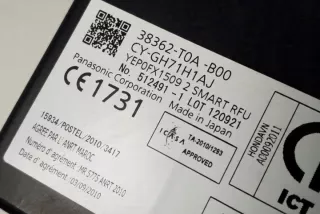 38362-T0A -B00
CY-GH71H1AJ
YEP0FX1509 2 SMART RFU
No. 512491 - 1 LOT 120921
Panasonic Corporation Made in Japan
CE1731
15934/POSTEL/2010/3417
ICASA
TA-2010/1293
APPROVED
AGREE PAR L'ANRT MAROC
Numéro d'agrément: MR 5775 ANRT 2010
Date d'agrément: 03/09/2010
ICT